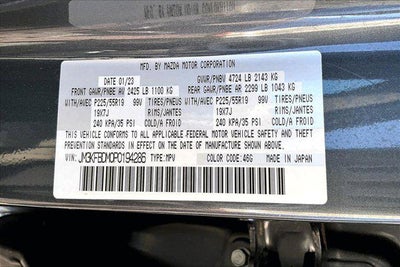 MFD. BY MAZDA MOTOR CORPORATION
DATE 01/23 GVWR/PNBV 4724 LB 2143 KG
FRONT GAWR/PNBE AV 2425 LB 1100 KG REAR GAWR/PNBE AR 2299 LB 1043 KG
WITH/AVEC P225/55R19 99V TIRES/PNEUS WITH/AVEC P225/55R19 99V TIRES/PNEUS
19X7J RIMS/JANTES 19X7J RIMS/JANTES
240 KPA/35 PSI COLD/A FROID 240 KPA/35 PSI COLD/A FROID
THIS VEHICLE CONFORMS TO ALL APPLICABLE FEDERAL MOTOR VEHICLE SAFETY
AND THEFT PREVENTION STANDARDS IN EFFECT ON THE DATE OF MANUFACTURE SHOWN ABOVE.
JM3KFBDM0P0194286 TYPE:MPV COLOR:46G MADE IN JAPAN